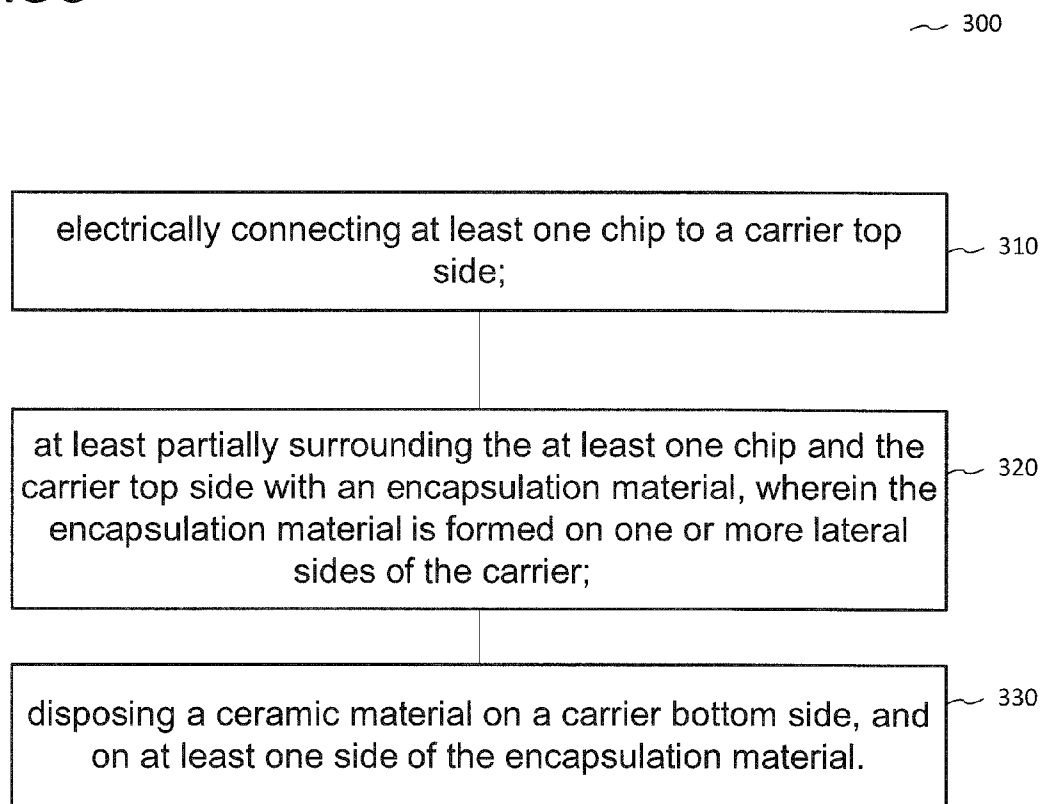 300
electrically connecting at least one chip to a carrier top
side;
310
at least partially surrounding the at least one chip and the
carrier top side with an encapsulation material, wherein the
encapsulation material is formed on one or more lateral
sides of the carrier;
320
disposing a ceramic material on a carrier bottom side, and
on at least one side of the encapsulation material.
330